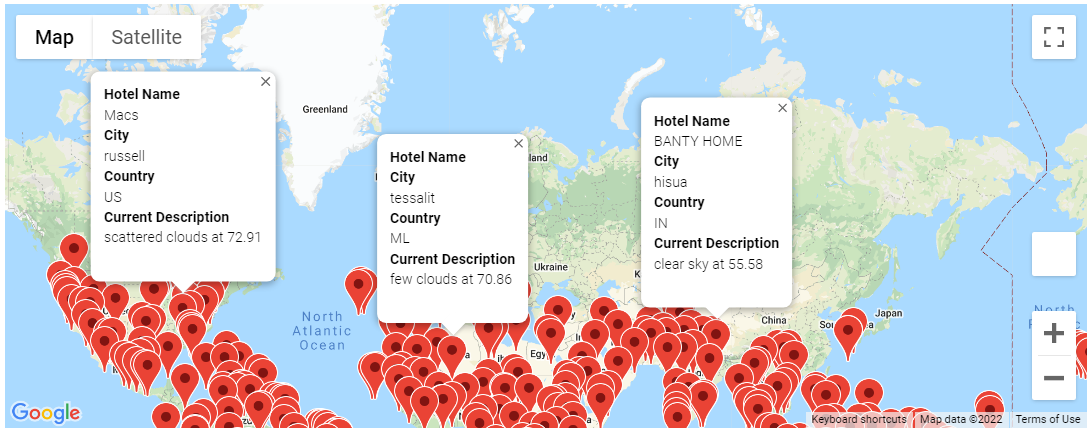 Map Satellite
Greenland
Hotel Name
Macs
City
russell
Country
US
Current Description
scattered clouds at 72.91
Hotel Name
City
tessalit
Country
ML
Current Description
few clouds at 70.86
Hotel Name
BANTY HOME
City
hisua
Country
IN
Current Description
clear sky at 55.58
land
Ukraine
K
North
Atlantic
Ocean
China
Japan
So
North
Egy
Google
Keyboard shortcuts Map data ©2022 Terms of Use